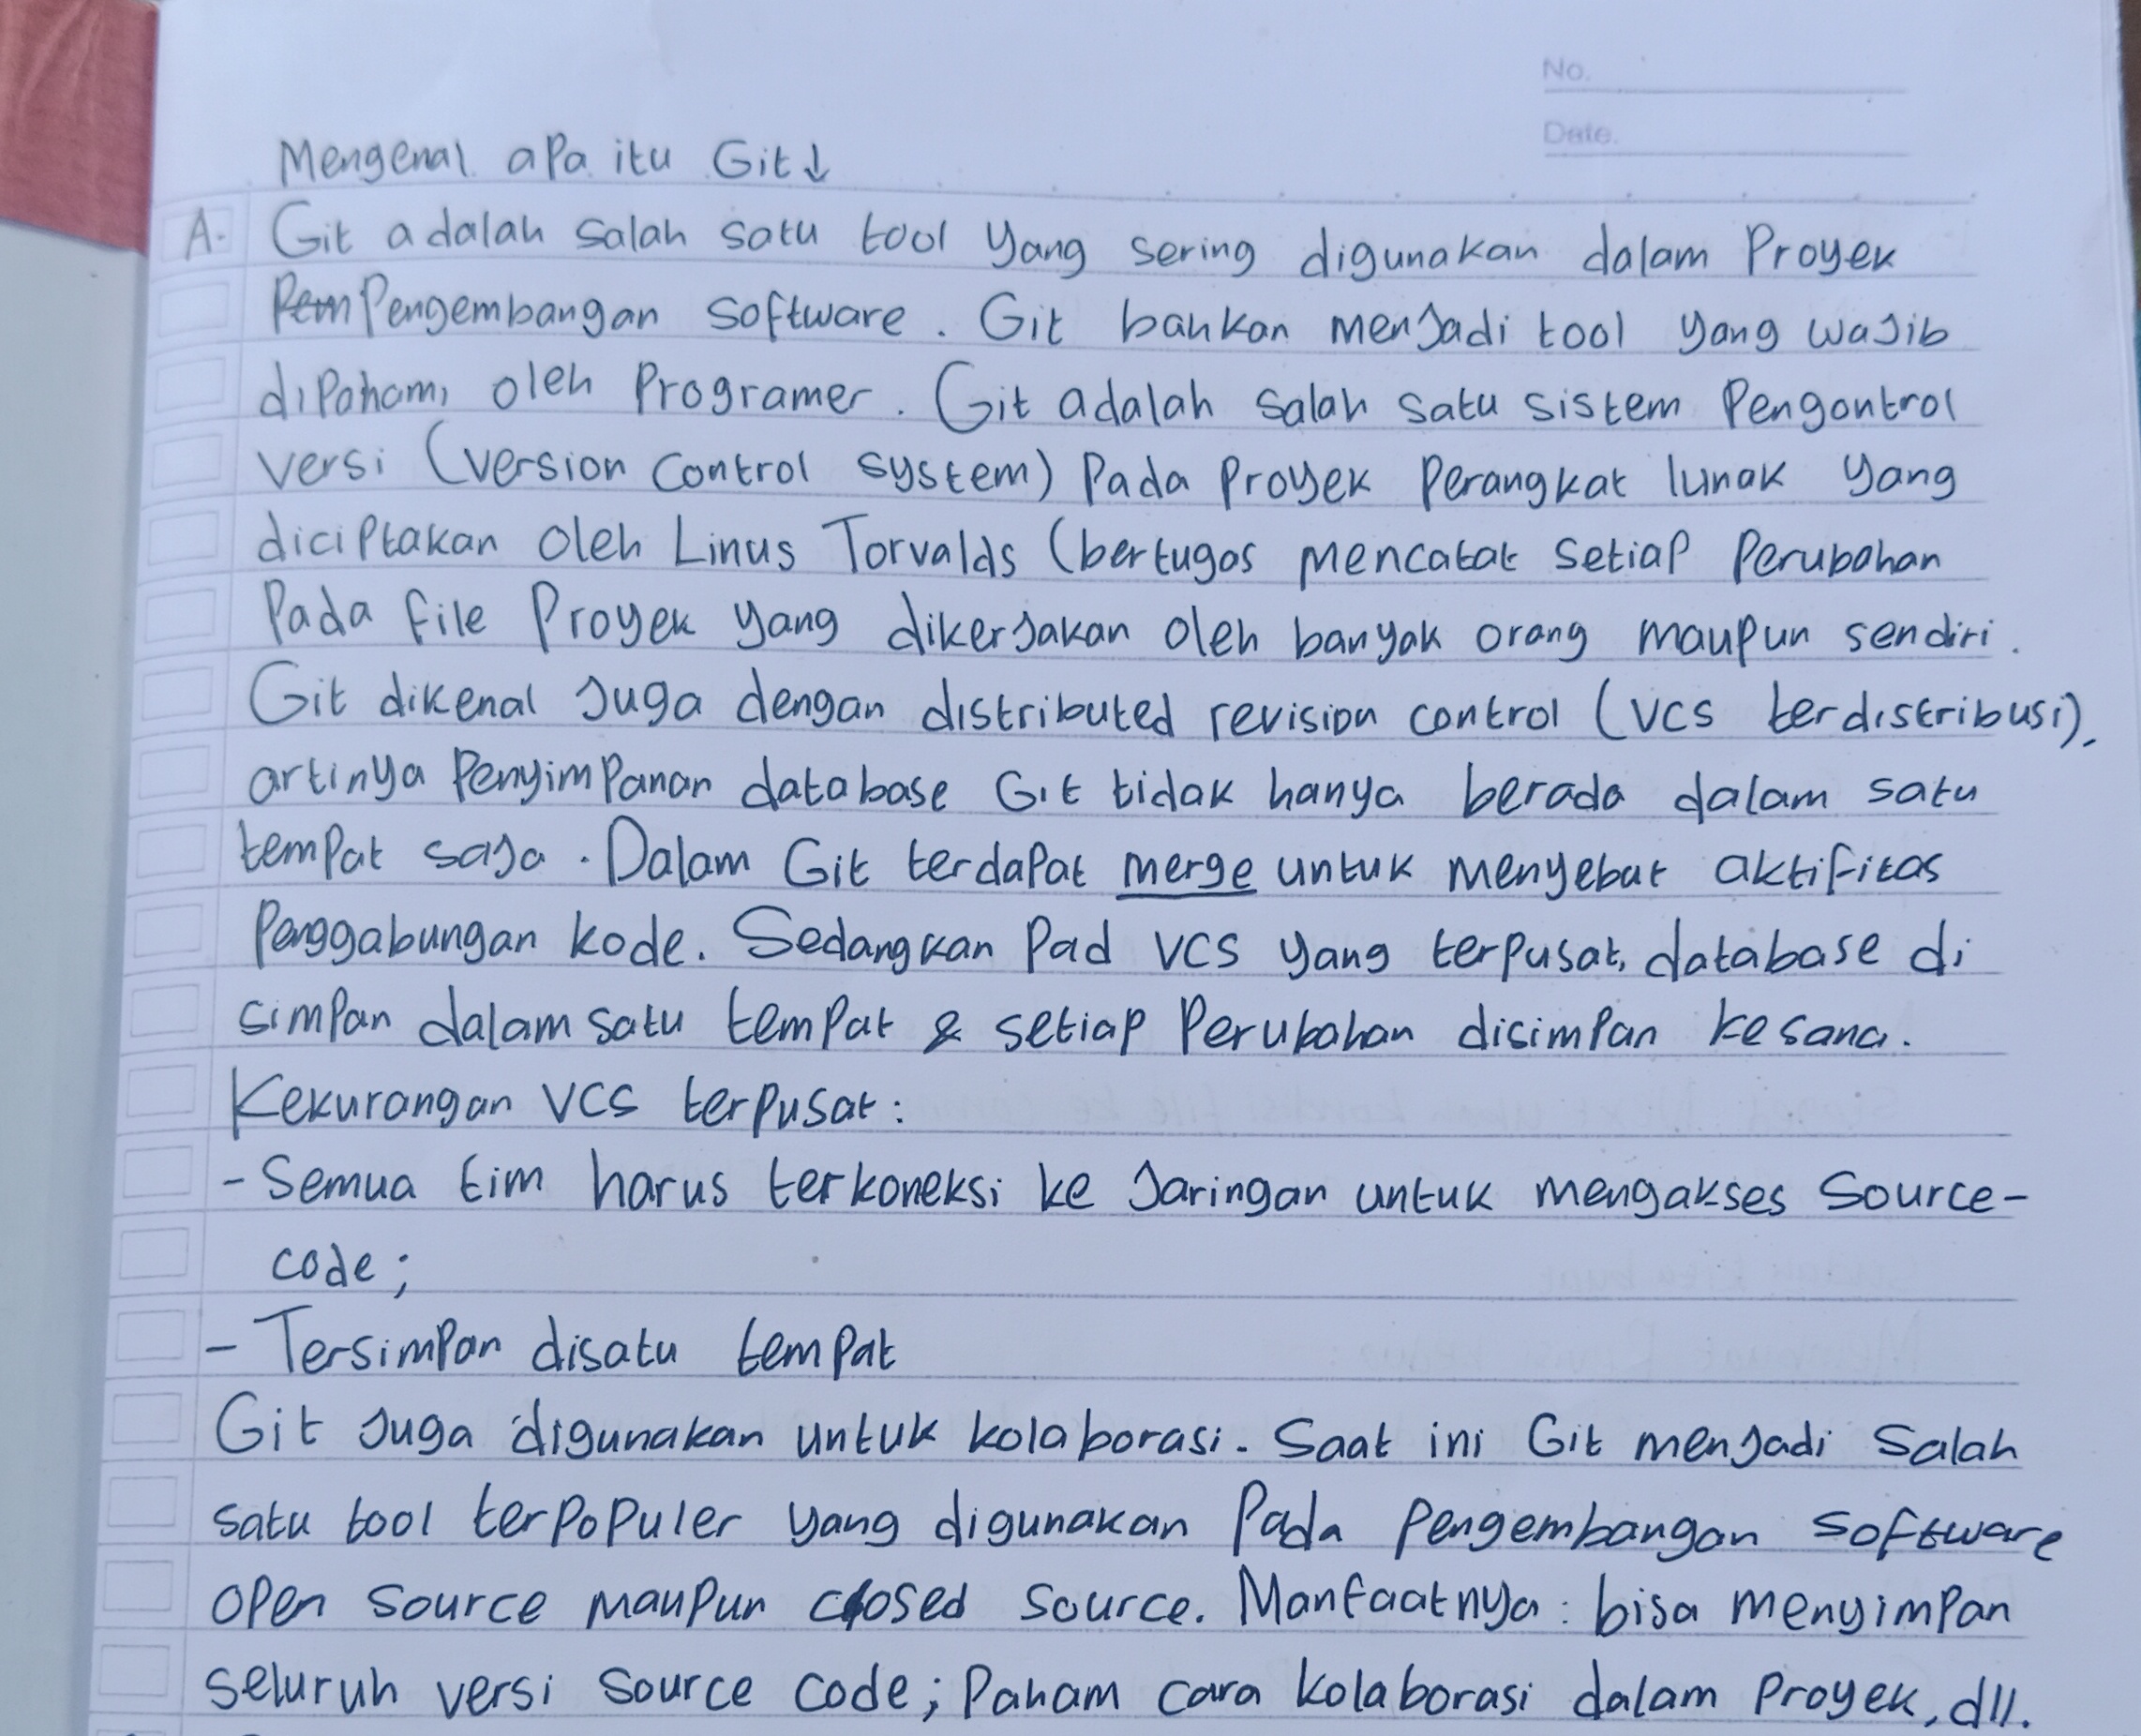 No.
Date.
Mengenal apa itu Git↓
A. Git adalah salah satu tool yang sering digunakan dalam Proyek
Pem Pengembangan software. Git bahkan menjadi tool yang wajib
dipahami oleh Programer. Git adalah salah satu sistem Pengontrol
versi (version control system) Pada Proyek Perangkat lunak yang
diciptakan oleh Linus Torvalds (bertugas mencatat setiap Perubahan
Pada file Proyek yang dikerjakan oleh banyak orang maupun sendiri.
Git dikenal juga dengan distributed revision control (VCS terdistribusi),
artinya Penyimpanan database Git tidak hanya berada dalam satu
tempat saja. Dalam Git terdapat merge untuk menyebut aktifitas
Penggabungan kode. Sedangkan Pad VCS yang terpusat, database di
simpan dalam satu tempat & setiap Perubahan disimpan kesana.
Kekurangan VCS terpusat:
- Semua tim harus terkoneksi ke Jaringan untuk mengakses Source-
code;
- Tersimpan disatu tempat
Git Juga digunakan untuk kolaborasi. Saat ini Git menjadi Salah
satu tool terpopuler yang digunakan Pada Pengembangan software
open source maupun closed source. Manfaatnya: bisa menyimpan
seluruh versi source code; Paham cara kolaborasi dalam Proyek, dll.